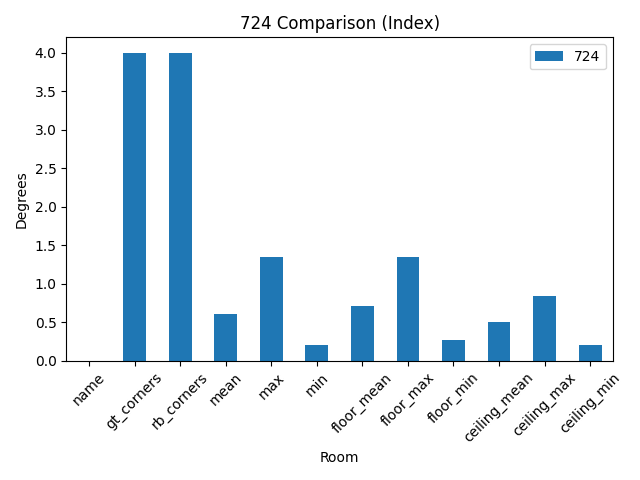 724 Comparison (Index)
724
Degrees
4.0
3.5
3.0
2.5
2.0
1.5
1.0
0.5
0.0
name
gt_corners
rb_corners
mean
max
min
floor_mean
floor_max
floor_min
ceiling_mean
ceiling_max
ceiling_min
Room